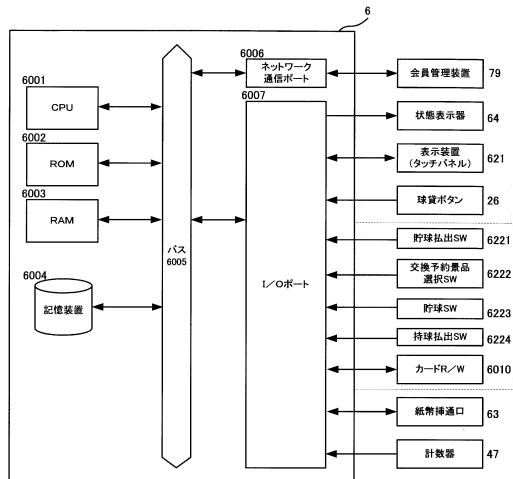 6
6001
CPU
6002
ROM
6003
RAM
6004
記憶装置
バス
6005
6006
ネットワーク
通信ポート
6007
I/Oポート
会員管理装置
79
状態表示器
64
表示装置
(タッチパネル)
621
球貸ボタン
26
貯球払出SW
6221
交換予約景品
選択SW
6222
貯球SW
6223
持球払出SW
6224
カードR/W
6010
紙幣挿通口
63
計数器
47